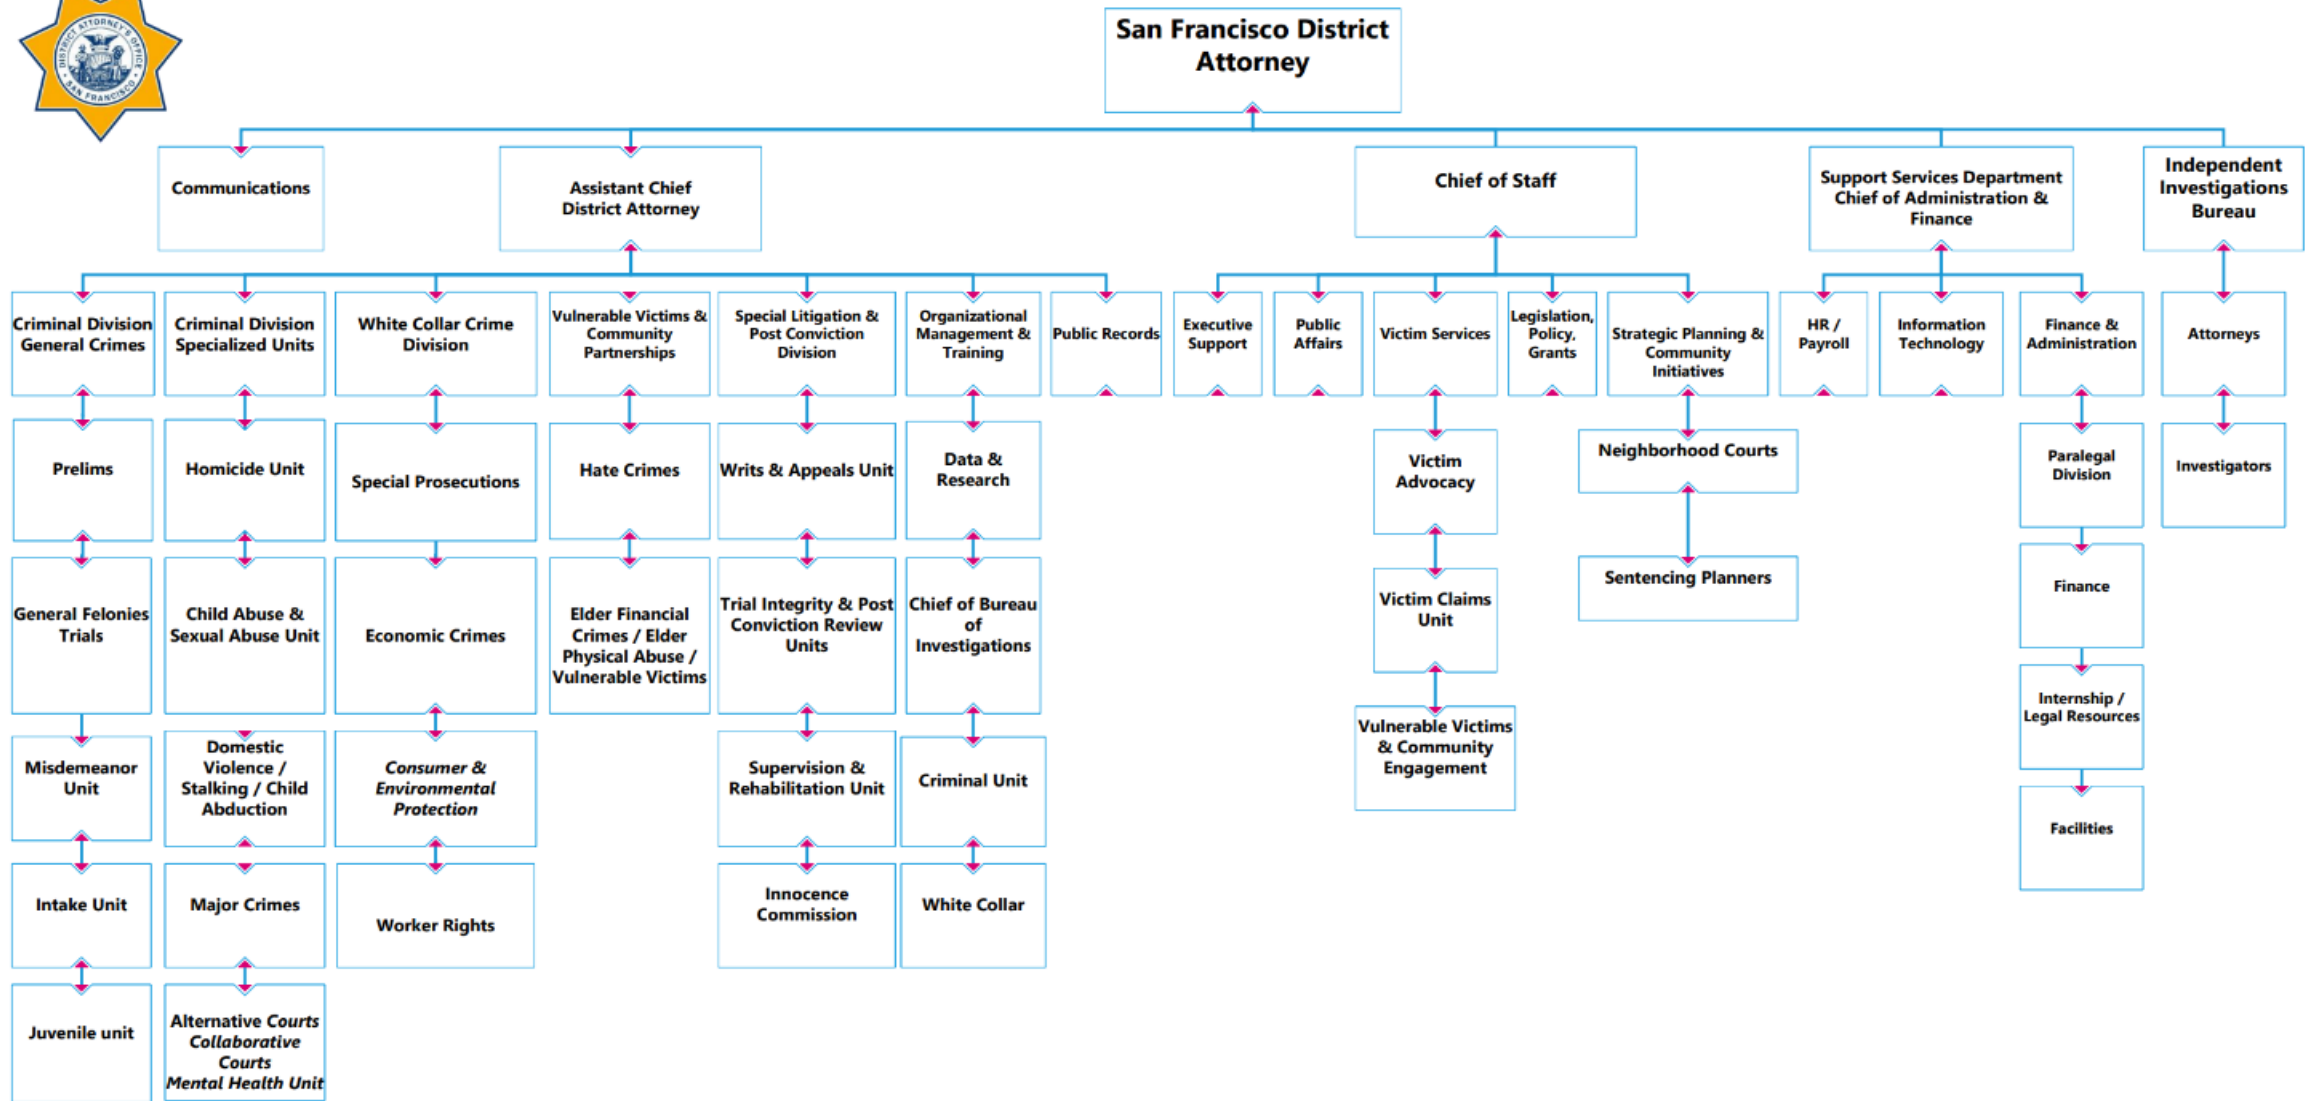 DISTRICT ATTORNEY'S OFFICE
SAN FRANCISCO
San Francisco District
Attorney
Communications
Assistant Chief
District Attorney
Chief of Staff
Support Services Department
Chief of Administration &
Finance
Independent
Investigations
Bureau
Criminal Division
General Crimes
Criminal Division
Specialized Units
White Collar Crime
Division
Vulnerable Victims &
Community
Partnerships
Special Litigation &
Post Conviction
Division
Organizational
Management &
Training
Public Records
Executive
Support
Public
Affairs
Victim Services
Legislation,
Policy,
Grants
Strategic Planning &
Community
Initiatives
HR /
Payroll
Information
Technology
Finance &
Administration
Attorneys
Prelims
Homicide Unit
Special Prosecutions
Hate Crimes
Writs & Appeals Unit
Data &
Research
Victim
Advocacy
Neighborhood Courts
Paralegal
Division
Investigators
General Felonies
Trials
Child Abuse &
Sexual Abuse Unit
Economic Crimes
Elder Financial
Crimes / Elder
Physical Abuse /
Vulnerable Victims
Trial Integrity & Post
Conviction Review
Units
Chief of Bureau
of
Investigations
Victim Claims
Unit
Sentencing Planners
Finance
Misdemeanor
Unit
Domestic
Violence /
Stalking / Child
Abduction
Consumer &
Environmental
Protection
Supervision &
Rehabilitation Unit
Criminal Unit
Vulnerable Victims
& Community
Engagement
Internship /
Legal Resources
Intake Unit
Major Crimes
Worker Rights
Innocence
Commission
White Collar
Facilities
Juvenile unit
Alternative Courts
Collaborative
Courts
Mental Health Unit